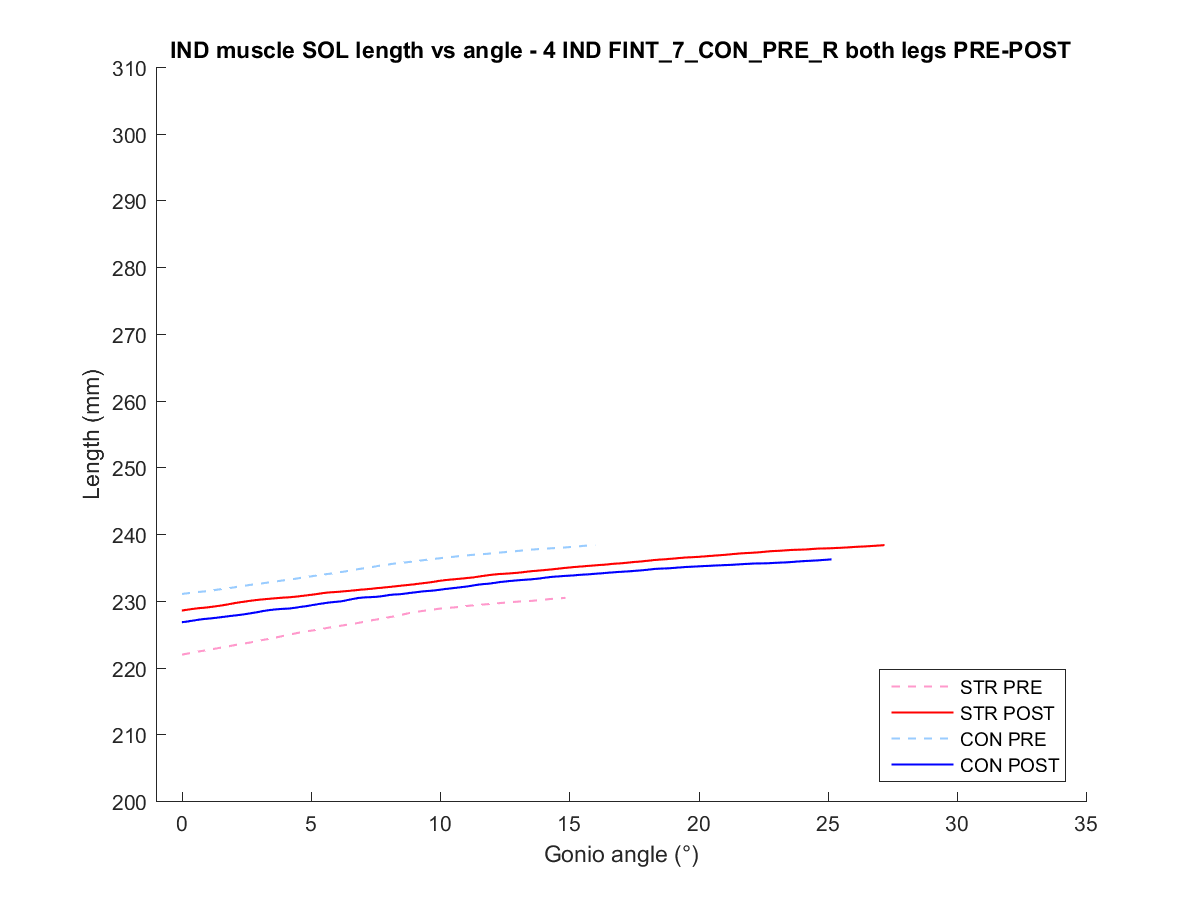 IND muscle SOL length vs angle - 4 IND FINT_7_CON_PRE_R both legs PRE-POST
310
300
290
280
270
260
250
240
230
220
210
200
Length (mm)
0 5 10 15 20 25 30 35
Gonio angle (°)
STR PRE
STR POST
CON PRE
CON POST